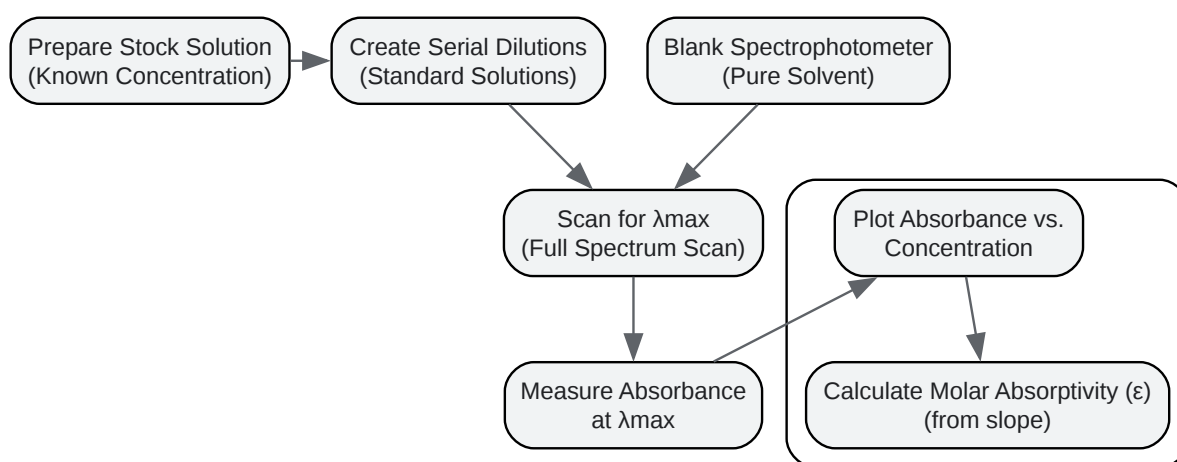 Prepare Stock Solution
(Known Concentration)
Create Serial Dilutions
(Standard Solutions)
Blank Spectrophotometer
(Pure Solvent)
Scan for λmax
(Full Spectrum Scan)
Plot Absorbance vs.
Concentration
Measure Absorbance
at λmax
Calculate Molar Absorptivity (ε)
(from slope)